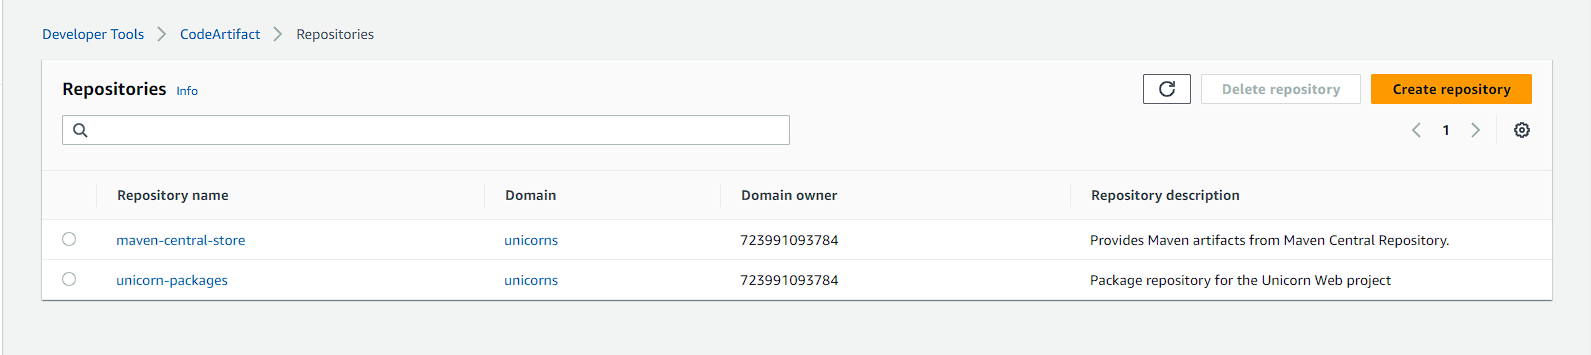 Developer Tools > CodeArtifact > Repositories
Repositories Info
Delete repository
Create repository
1
Repository name Domain Domain owner Repository description
maven-central-store unicorns 723991093784 Provides Maven artifacts from Maven Central Repository.
unicorn-packages unicorns 723991093784 Package repository for the Unicorn Web project